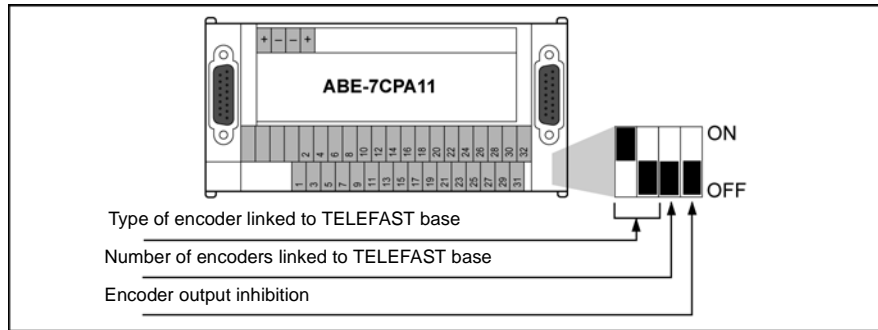 + – – +
ABE-7CPA11
2 4 6 8 10 12 14 16 18 20 22 24 26 28 30 32
1 3 5 7 9 11 13 15 17 19 21 23 25 27 29 31
ON
OFF
Type of encoder linked to TELEFAST base
Number of encoders linked to TELEFAST base
Encoder output inhibition